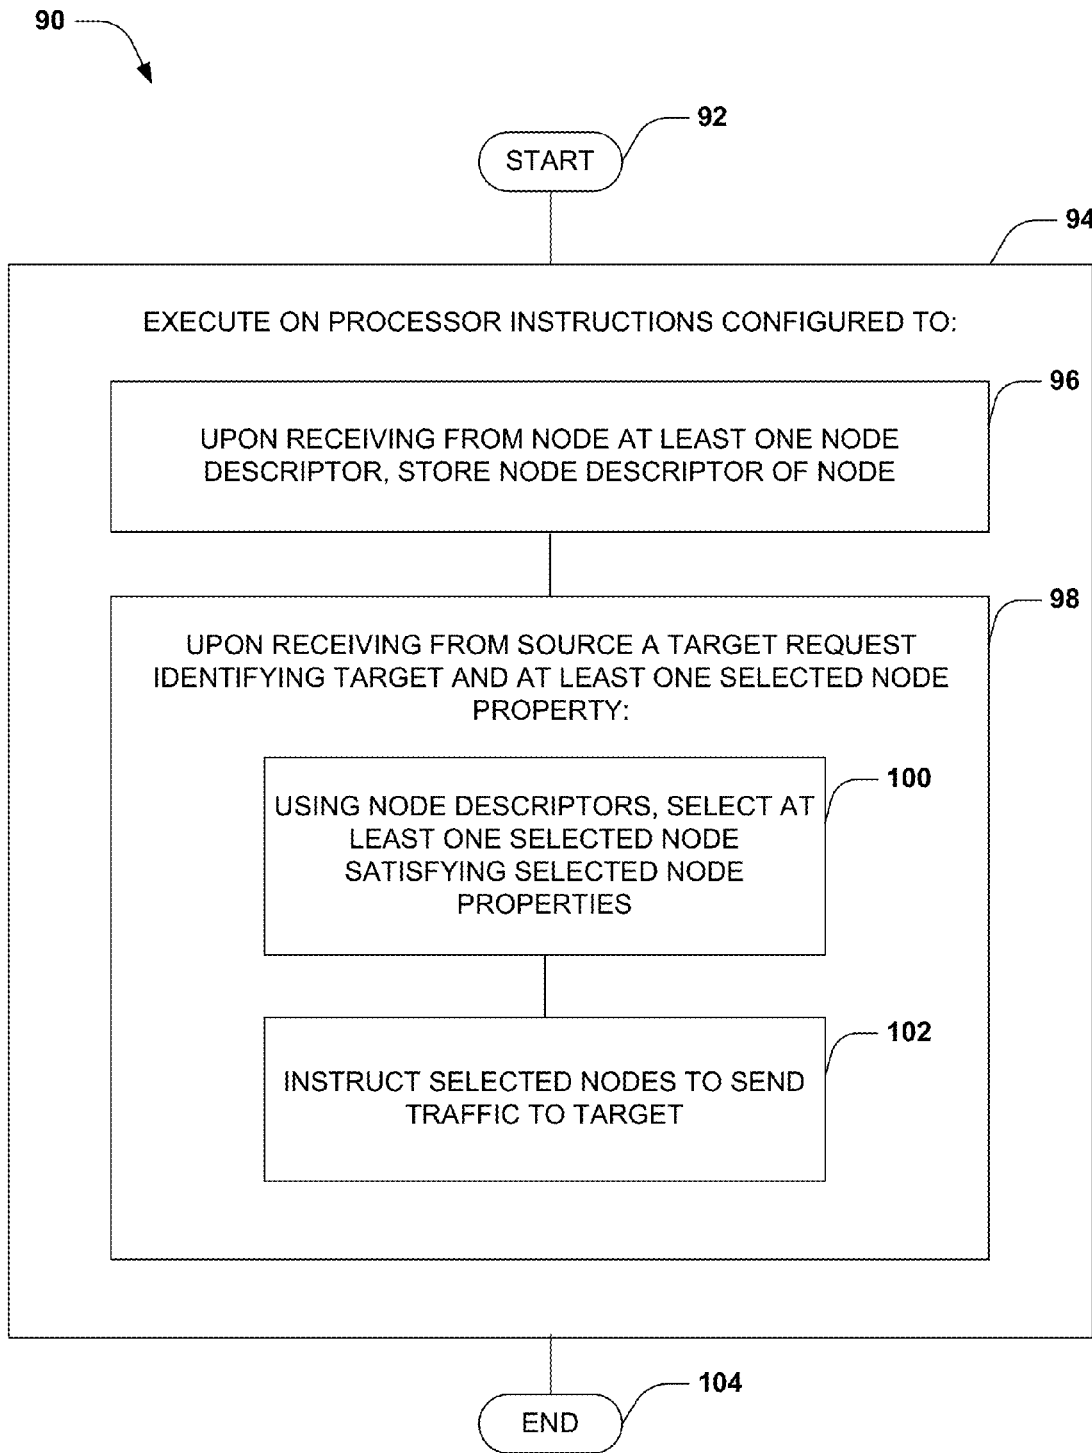 90
92
START
94
EXECUTE ON PROCESSOR INSTRUCTIONS CONFIGURED TO:
96
UPON RECEIVING FROM NODE AT LEAST ONE NODE
DESCRIPTOR, STORE NODE DESCRIPTOR OF NODE
98
UPON RECEIVING FROM SOURCE A TARGET REQUEST
IDENTIFYING TARGET AND AT LEAST ONE SELECTED NODE
PROPERTY:
100
USING NODE DESCRIPTORS, SELECT AT
LEAST ONE SELECTED NODE
SATISFYING SELECTED NODE
PROPERTIES
102
INSTRUCT SELECTED NODES TO SEND
TRAFFIC TO TARGET
104
END